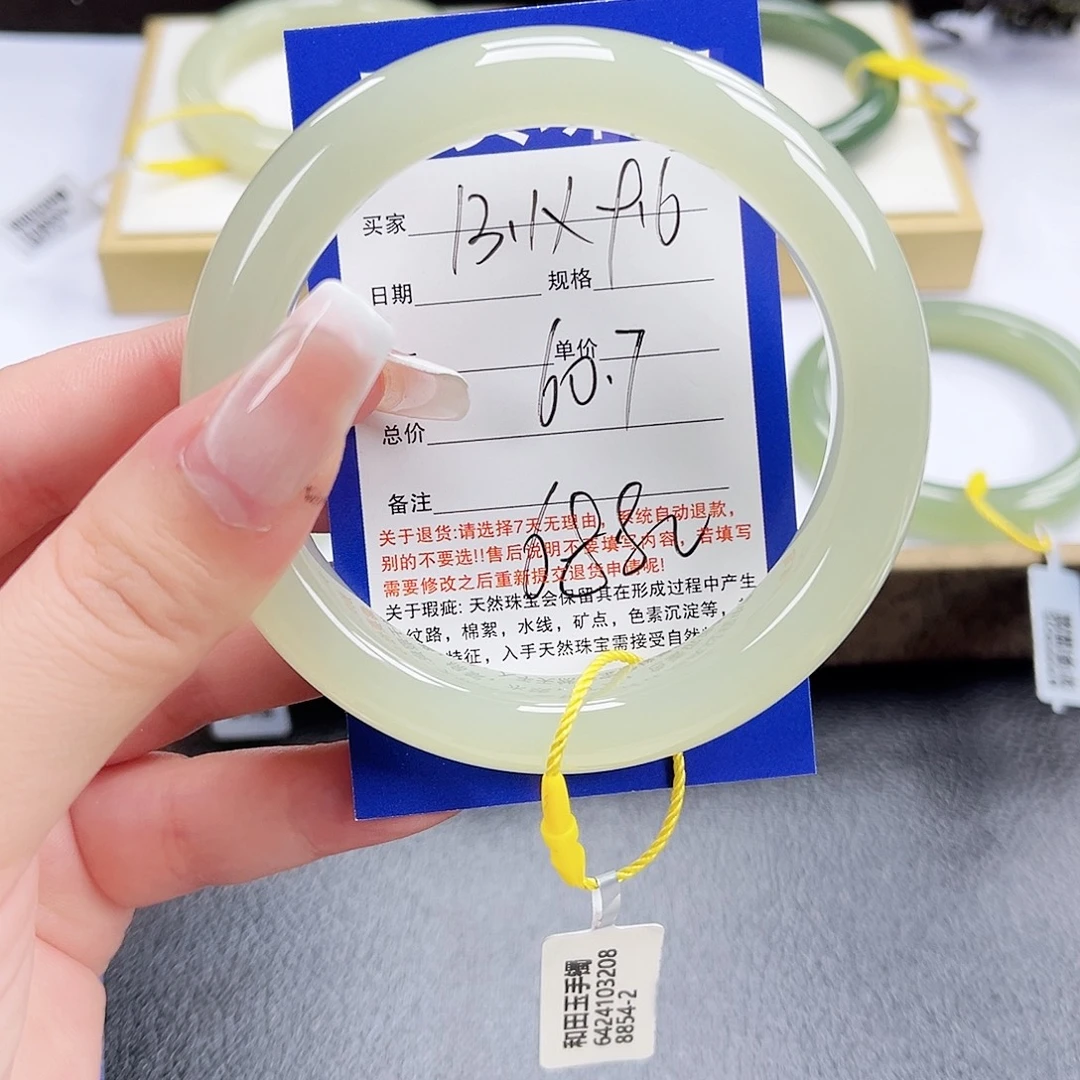 买家 13.1X 9.6
日期 规格
单价 60.7
总价
备注
6882
关于退货:请选择7天无理由，系统自动退款，
别的不要选!!售后说明不要填写内容，若填写
需要修改之后重新提交退货申请呢!
关于瑕疵: 天然珠宝会保留其在形成过程中产生
纹路，棉絮，水线，矿点，色素沉淀等，
特征，入手天然珠宝需接受自然
和田玉手镯
6424103208
8854-2